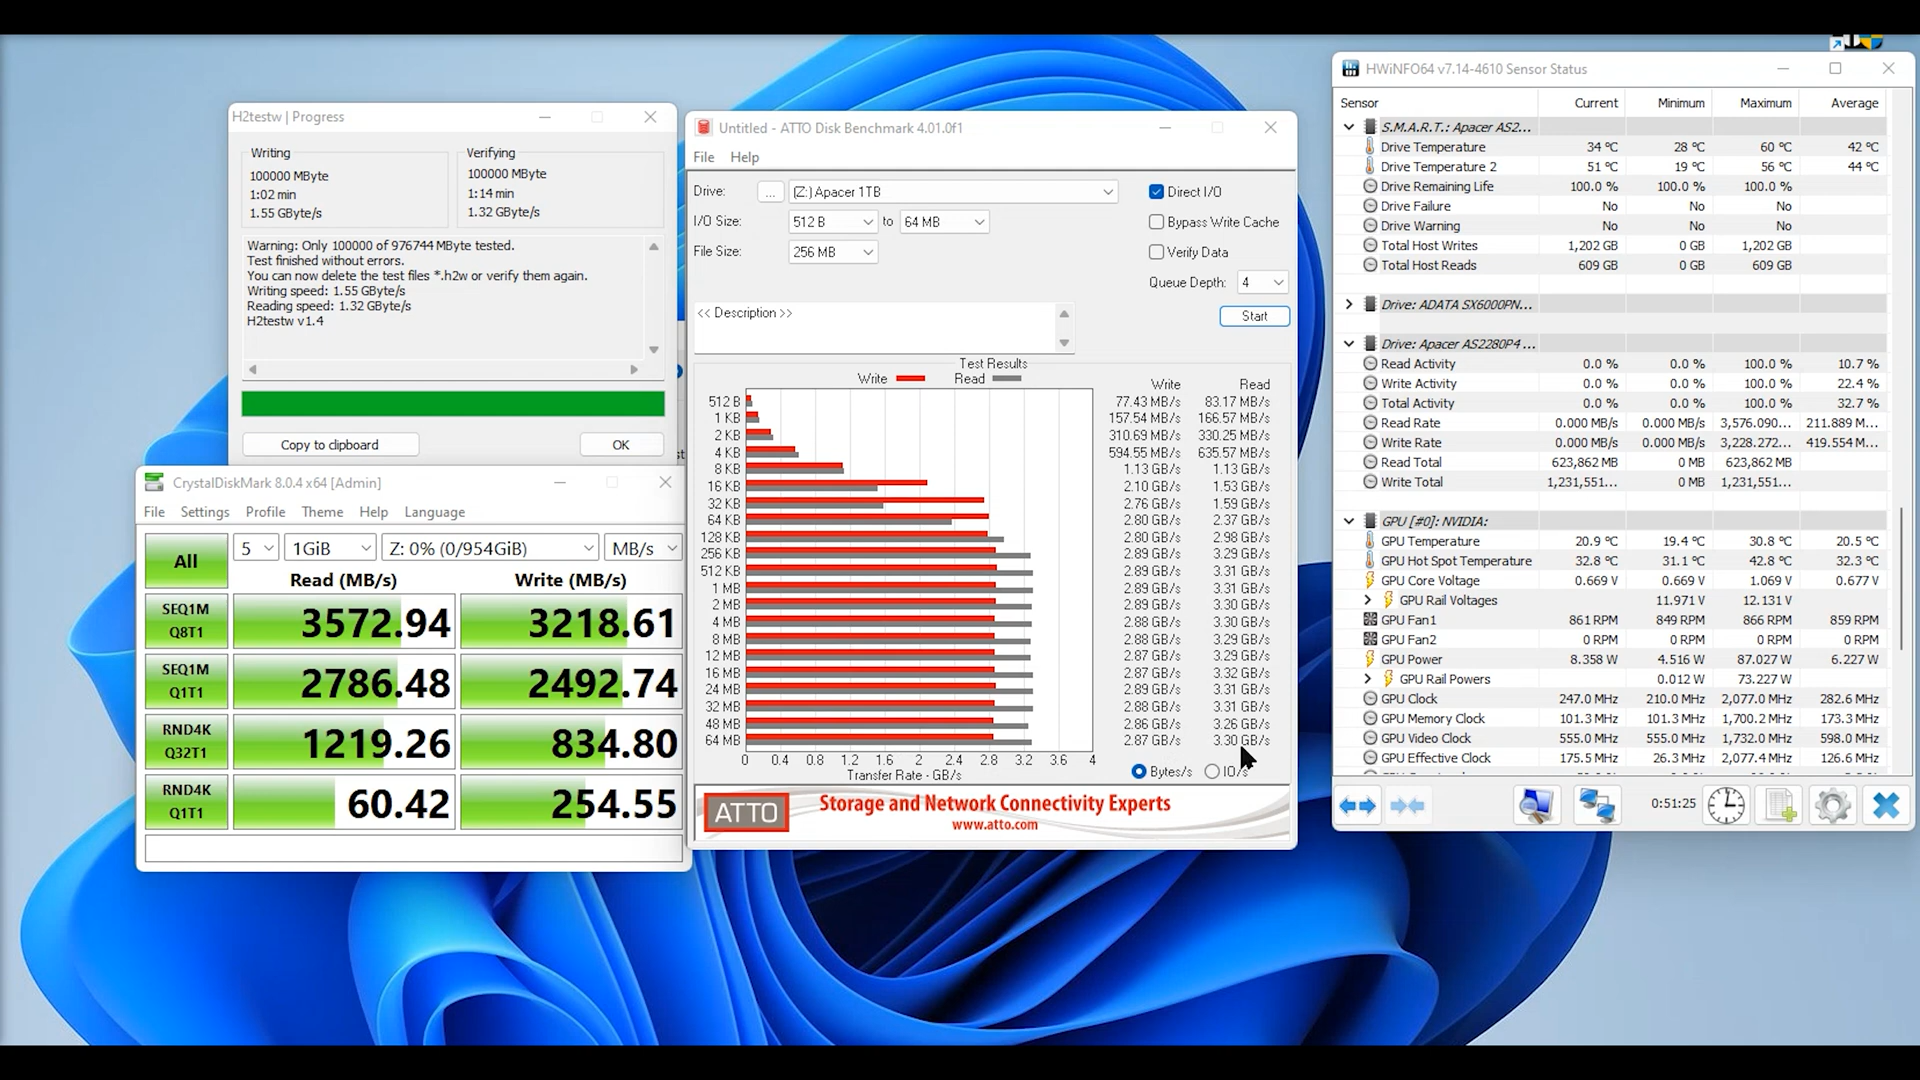 H2testw | Progress
Writing
100000 MByte
1:02 min
1.55 GByte/s
Verifying
100000 MByte
1:14 min
1.32 GByte/s
Warning: Only 100000 of 976744 MByte tested.
Test finished without errors.
You can now delete the test files *.h2w or verify them again.
Writing speed: 1.55 GByte/s
Reading speed: 1.32 GByte/s
H2testw v1.4
Copy to clipboard
OK
CrystalDiskMark 8.0.4 x64 [Admin]
File Settings Profile Theme Help Language
All 5 1GiB Z: 0% (0/954GiB) MB/s
Read (MB/s) Write (MB/s)
SEQ1M Q8T1 3572.94 3218.61
SEQ1M Q1T1 2786.48 2492.74
RND4K Q32T1 1219.26 834.80
RND4K Q1T1 60.42 254.55
Untitled - ATTO Disk Benchmark 4.01.0f1
File Help
Drive: ... (Z:) Apacer 1TB
I/O Size: 512 B to 64 MB
File Size: 256 MB
Direct I/O
Bypass Write Cache
Verify Data
Queue Depth: 4
Start
<< Description >>
Test Results
Write Read
Write Read
512 B 77.43 MB/s 83.17 MB/s
1 KB 157.54 MB/s 166.57 MB/s
2 KB 310.69 MB/s 330.25 MB/s
4 KB 594.55 MB/s 635.57 MB/s
8 KB 1.13 GB/s 1.13 GB/s
16 KB 2.10 GB/s 1.53 GB/s
32 KB 2.76 GB/s 1.59 GB/s
64 KB 2.80 GB/s 2.37 GB/s
128 KB 2.80 GB/s 2.98 GB/s
256 KB 2.89 GB/s 3.29 GB/s
512 KB 2.89 GB/s 3.31 GB/s
1 MB 2.89 GB/s 3.31 GB/s
2 MB 2.89 GB/s 3.30 GB/s
4 MB 2.88 GB/s 3.30 GB/s
8 MB 2.88 GB/s 3.29 GB/s
12 MB 2.87 GB/s 3.29 GB/s
16 MB 2.87 GB/s 3.32 GB/s
24 MB 2.89 GB/s 3.31 GB/s
32 MB 2.88 GB/s 3.31 GB/s
48 MB 2.86 GB/s 3.26 GB/s
64 MB 2.87 GB/s 3.30 GB/s
0 0.4 0.8 1.2 1.6 2 2.4 2.8 3.2 3.6 4
Transfer Rate - GB/s
Bytes/s IO/s
ATTO
Storage and Network Connectivity Experts
www.atto.com
HWiNFO64 v7.14-4610 Sensor Status
Sensor Current Minimum Maximum Average
S.M.A.R.T.: Apacer AS2...
Drive Temperature 34 °C 28 °C 60 °C 42 °C
Drive Temperature 2 51 °C 19 °C 56 °C 44 °C
Drive Remaining Life 100.0 % 100.0 % 100.0 %
Drive Failure No No No
Drive Warning No No No
Total Host Writes 1,202 GB 0 GB 1,202 GB
Total Host Reads 609 GB 0 GB 609 GB
Drive: ADATA SX6000PN...
Drive: Apacer AS2280P4 ...
Read Activity 0.0 % 0.0 % 100.0 % 10.7 %
Write Activity 0.0 % 0.0 % 100.0 % 22.4 %
Total Activity 0.0 % 0.0 % 100.0 % 32.7 %
Read Rate 0.000 MB/s 0.000 MB/s 3,576.090... 211.889 M...
Write Rate 0.000 MB/s 0.000 MB/s 3,228.272... 419.554 M...
Read Total 623,862 MB 0 MB 623,862 MB
Write Total 1,231,551... 0 MB 1,231,551...
GPU [#0]: NVIDIA:
GPU Temperature 20.9 °C 19.4 °C 30.8 °C 20.5 °C
GPU Hot Spot Temperature 32.8 °C 31.1 °C 42.8 °C 32.3 °C
GPU Core Voltage 0.669 V 0.669 V 1.069 V 0.677 V
GPU Rail Voltages 11.971 V 12.131 V
GPU Fan1 861 RPM 849 RPM 866 RPM 859 RPM
GPU Fan2 0 RPM 0 RPM 0 RPM 0 RPM
GPU Power 8.358 W 4.516 W 87.027 W 6.227 W
GPU Rail Powers 0.012 W 73.227 W
GPU Clock 247.0 MHz 210.0 MHz 2,077.0 MHz 282.6 MHz
GPU Memory Clock 101.3 MHz 101.3 MHz 1,700.2 MHz 173.3 MHz
GPU Video Clock 555.0 MHz 555.0 MHz 1,732.0 MHz 598.0 MHz
GPU Effective Clock 175.5 MHz 26.3 MHz 2,077.4 MHz 126.6 MHz
0:51:25